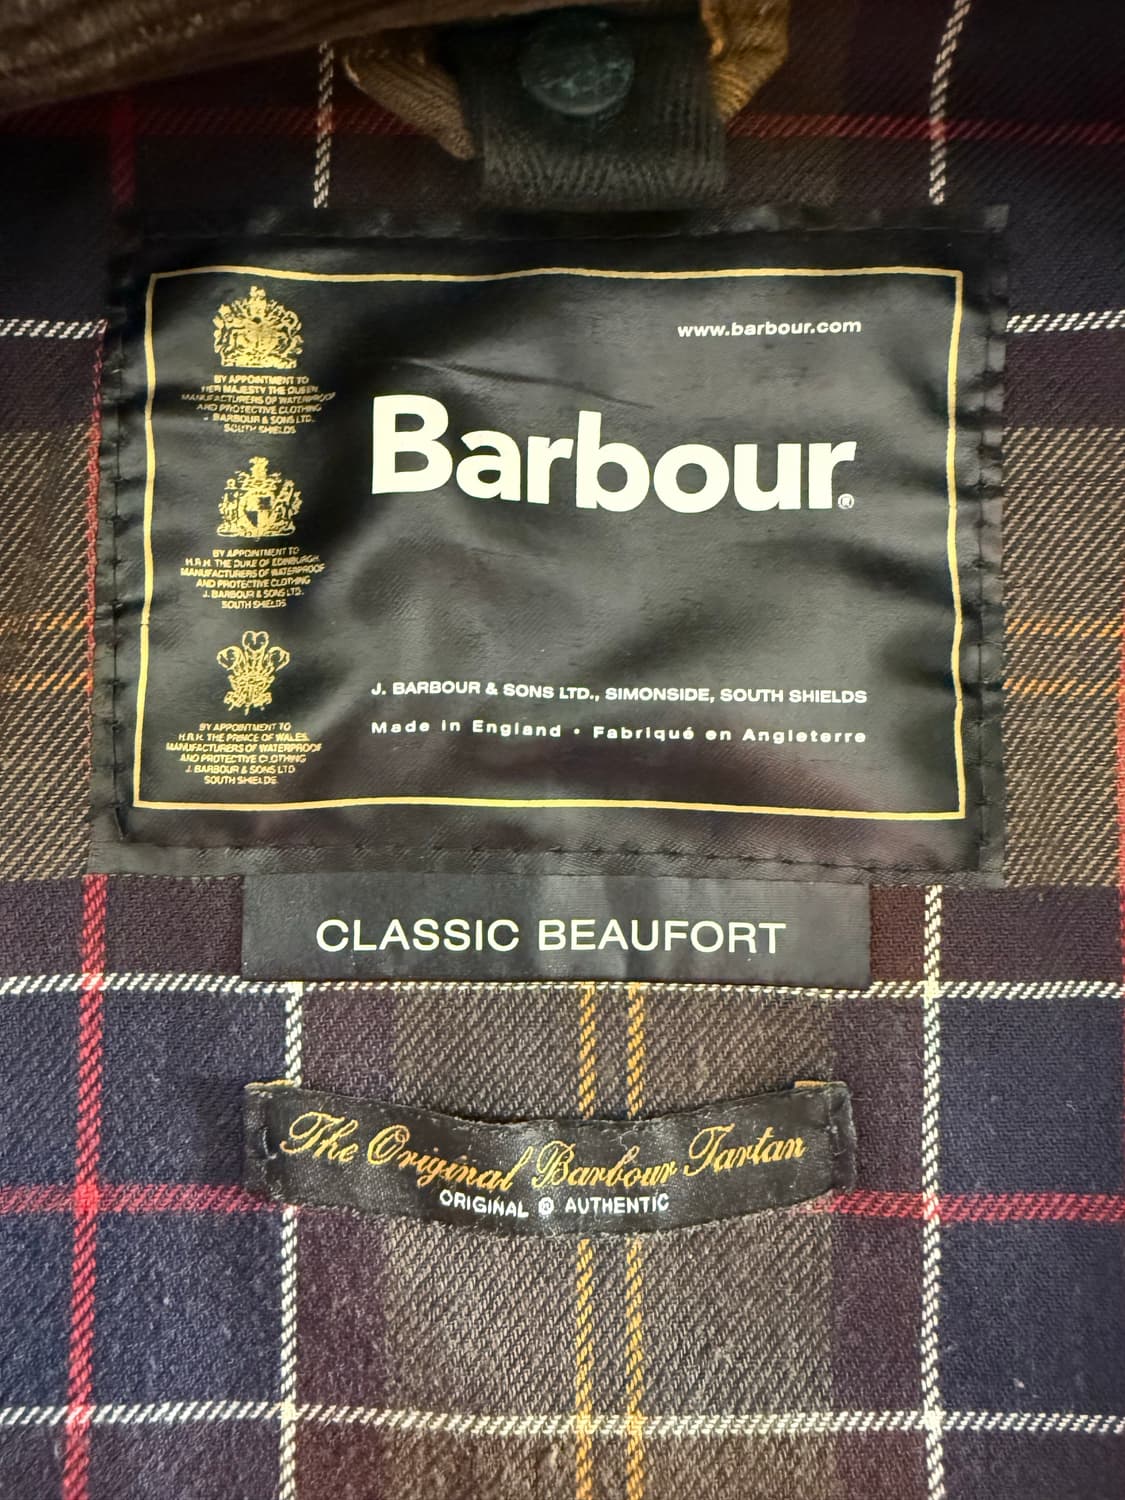 www.barbour.com
BY APPOINTMENT TO
HER MAJESTY THE QUEEN
MANUFACTURERS OF WATERPROOF
AND PROTECTIVE CLOTHING
J. BARBOUR & SONS LTD.
SOUTH SHIELDS
Barbour®
BY APPOINTMENT TO
H.R.H. THE DUKE OF EDINBURGH
MANUFACTURERS OF WATERPROOF
AND PROTECTIVE CLOTHING
J. BARBOUR & SONS LTD.
SOUTH SHIELDS
BY APPOINTMENT TO
H.R.H. THE PRINCE OF WALES
MANUFACTURERS OF WATERPROOF
AND PROTECTIVE CLOTHING
J. BARBOUR & SONS LTD
SOUTH SHIELDS
J. BARBOUR & SONS LTD., SIMONSIDE, SOUTH SHIELDS
Made in England • Fabriqué en Angleterre
CLASSIC BEAUFORT
The Original Barbour Tartan
ORIGINAL ® AUTHENTIC